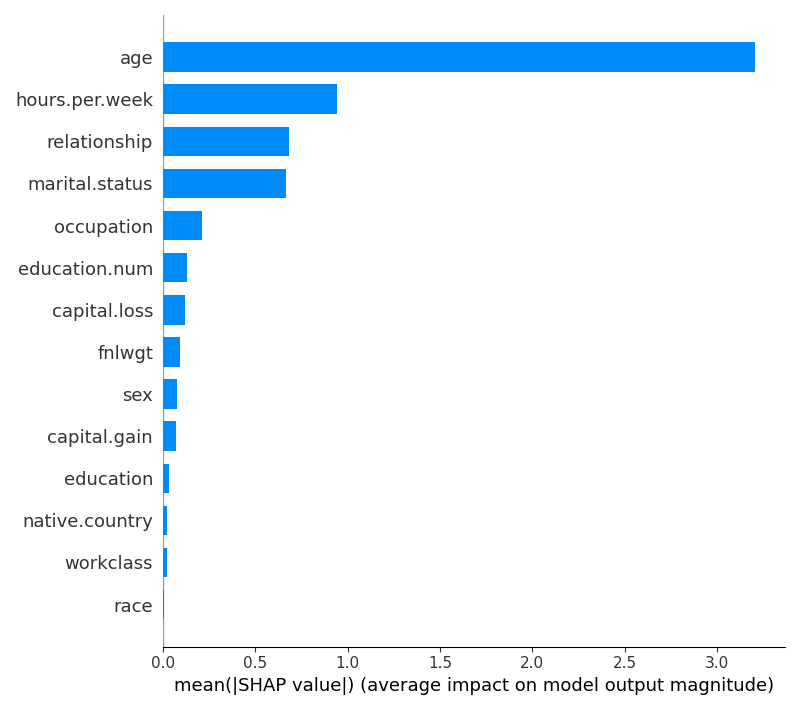 age
hours.per.week
relationship
marital.status
occupation
education.num
capital.loss
fnlwgt
sex
capital.gain
education
native.country
workclass
race
0.0 0.5 1.0 1.5 2.0 2.5 3.0
mean(|SHAP value|) (average impact on model output magnitude)